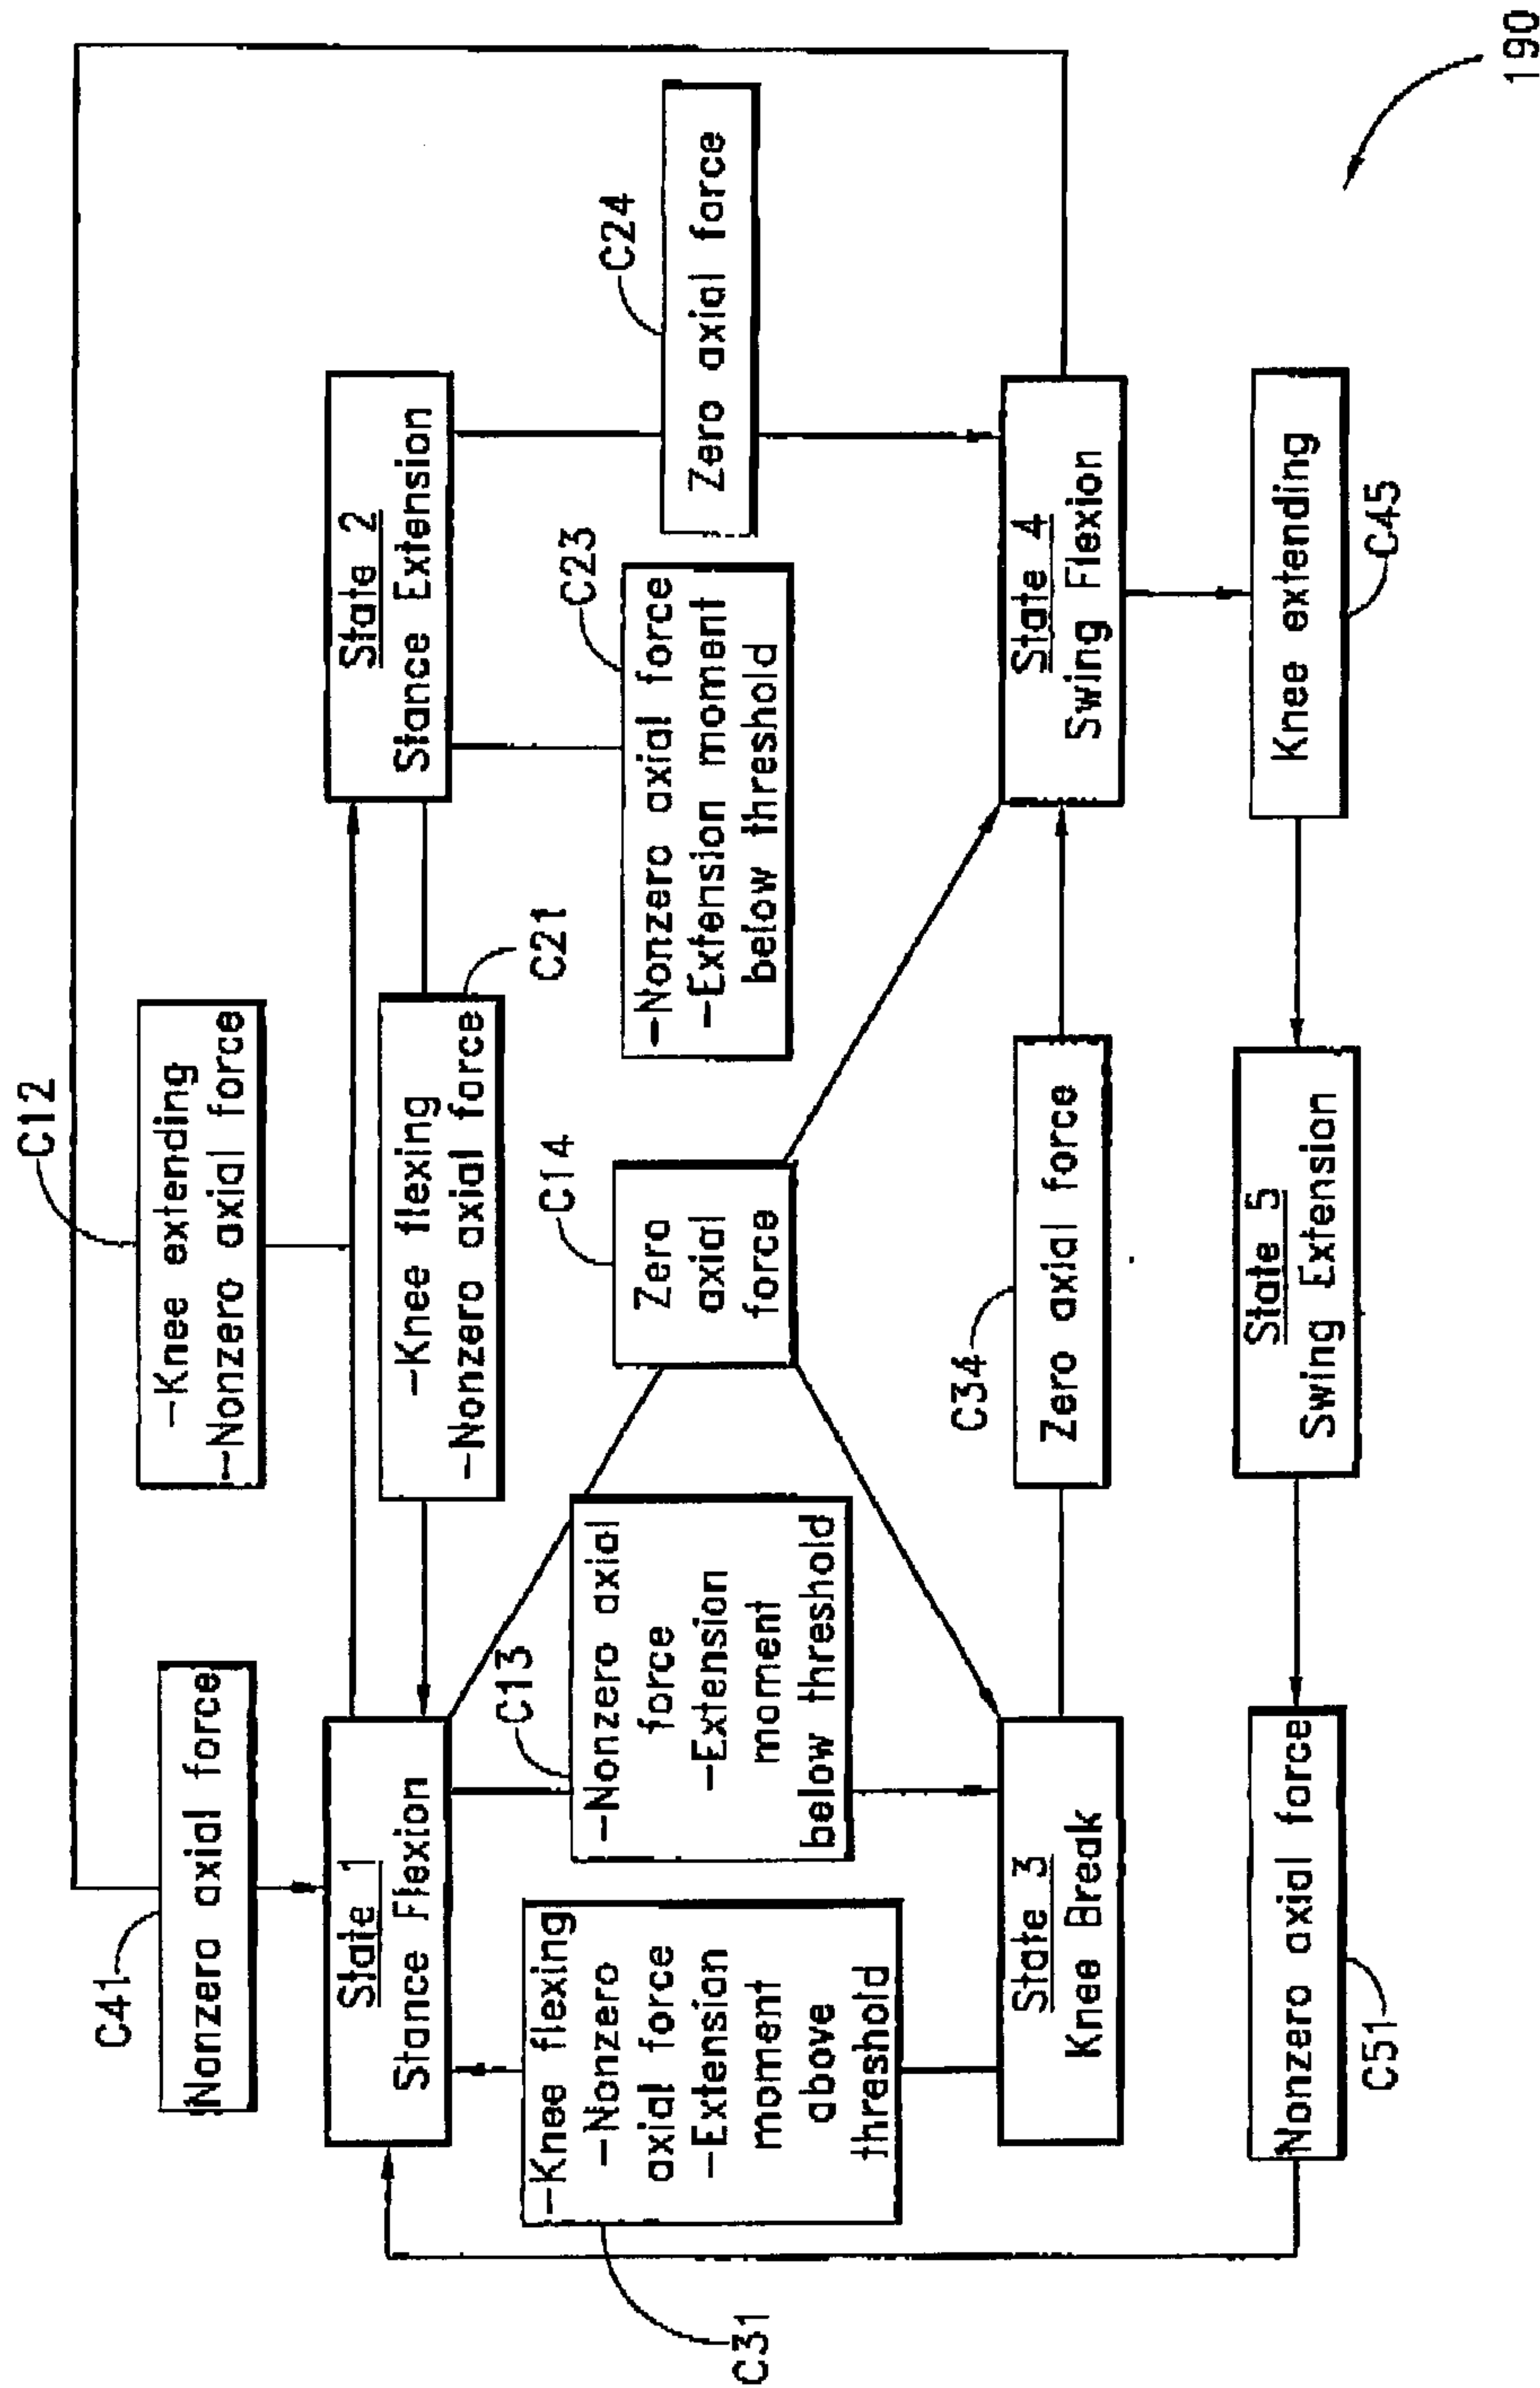 C12
C41
Nonzero axial force
-Knee extending
-Nonzero axial force
State 1
Stance Flexion
State 2
Stance Extension
-Knee flexing
-Nonzero axial force
C21
C31
-Knee flexing
-Nonzero
axial force
-Extension
moment
above
threshold
C13
-Nonzero axial
force
-Extension
moment
below threshold
C14
Zero
axial
force
C23
-Nonzero axial force
-Extension moment
below threshold
C24
Zero axial force
State 3
Knee Break
C34
Zero axial force
State 4
Swing Flexion
Nonzero axial force
C51
State 5
Swing Extension
Knee extending
C45
190